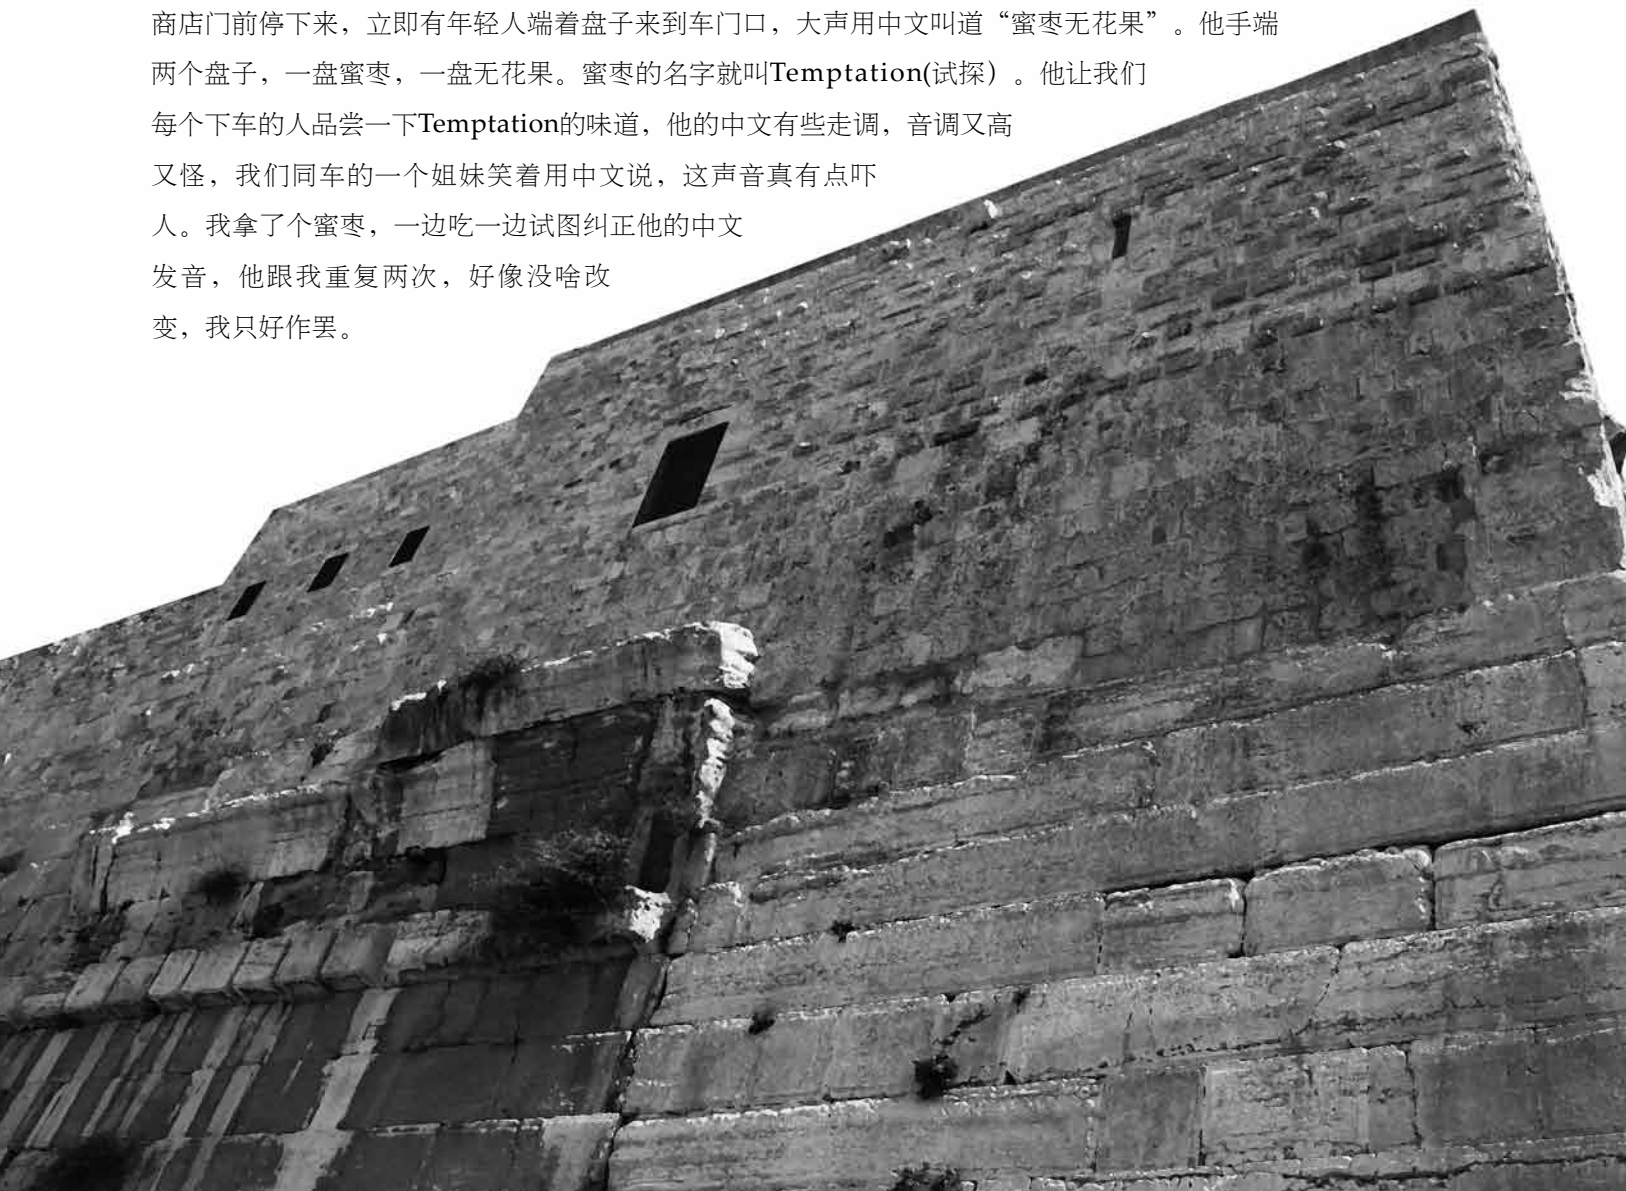 商店门前停下来，立即有年轻人端着盘子来到车门口，大声用中文叫道“蜜枣无花果”。他手端
两个盘子，一盘蜜枣，一盘无花果。蜜枣的名字就叫Temptation(试探）。他让我们
每个下车的人品尝一下Temptation的味道，他的中文有些走调，音调又高
又怪，我们同车的一个姐妹笑着用中文说，这声音真有点吓
人。我拿了个蜜枣，一边吃一边试图纠正他的中文
发音，他跟我重复两次，好像没啥改
变，我只好作罢。